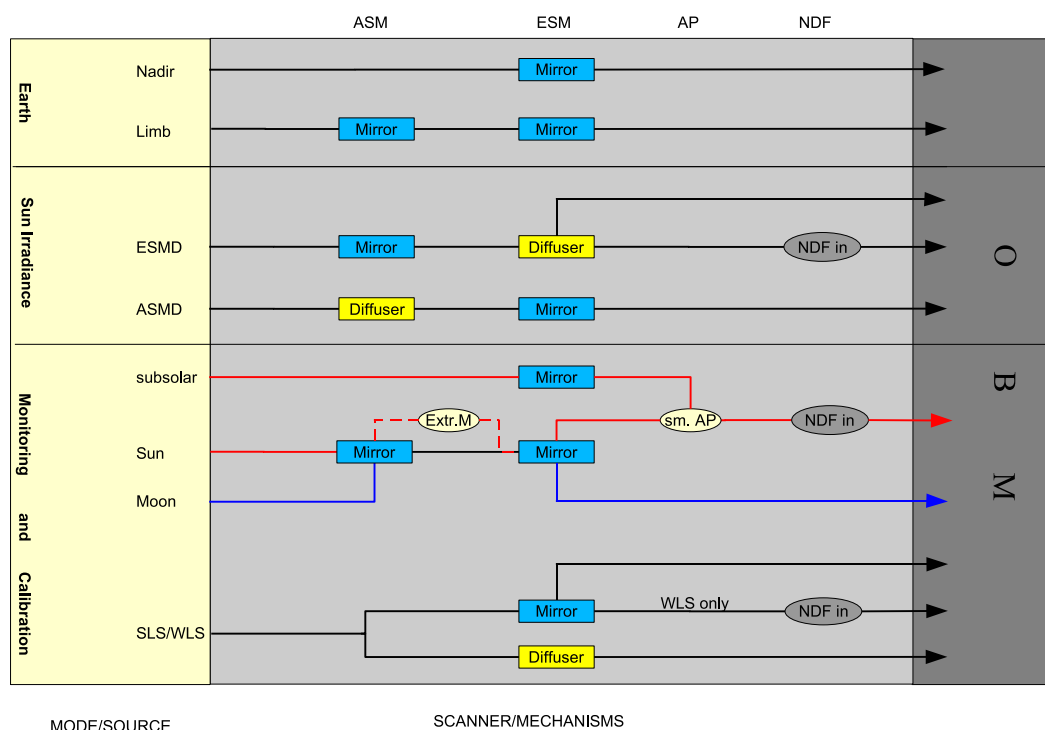 ASM ESM AP NDF
Earth
Nadir Mirror
Limb Mirror Mirror
Sun Irradiance
ESMD Mirror Diffuser NDF in
ASMD Diffuser Mirror
O
B
M
Monitoring and Calibration
subsolar Mirror
Extr.M sm. AP NDF in
Sun Mirror Mirror
Moon
WLS only
Mirror NDF in
SLS/WLS
Diffuser
MODE/SOURCE SCANNER/MECHANISMS